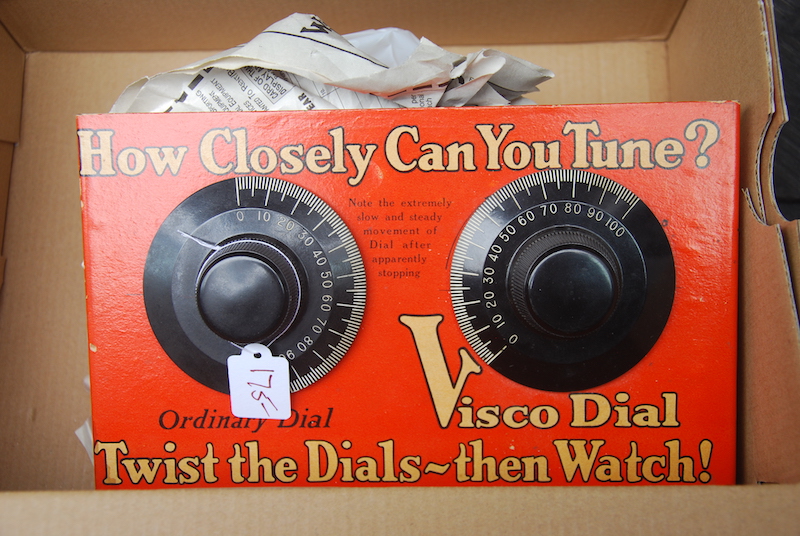 How Closely Can You Tune?
Note the extremely
slow and steady
movement of
Dial after
apparently
stopping
0 10 20 30 40 50 60 70 80 90
0 10 20 30 40 50 60 70 80 90 100
175
Ordinary Dial
Visco Dial
Twist the Dials~then Watch!